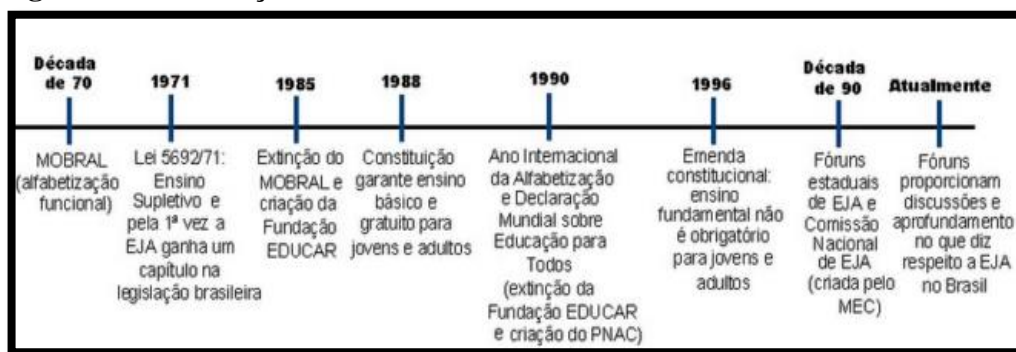 Década
de 70
MOBRAL
(alfabetização
funcional)
1971
Lei 5692/71:
Ensino
Supletivo e
pela 1ª vez a
EJA ganha um
capítulo na
legislação brasileira
1985
Extinção do
MOBRAL e
criação da
Fundação
EDUCAR
1988
Constituição
garante ensino
básico e
gratuito para
jovens e adultos
1990
Ano Internacional
da Alfabetização
e Declaração
Mundial sobre
Educação para
Todos
(extinção da
Fundação EDUCAR
e criação do PNAC)
1996
Emenda
constitucional:
ensino
fundamental não
é obrigatório
para jovens e
adultos
Década
de 90
Fóruns
estaduais
de EJA e
Comissão
Nacional
de EJA
(criada pelo
MEC)
Atualmente
Fóruns
proporcionam
discussões e
aprofundamento
no que diz
respeito a EJA
no Brasil